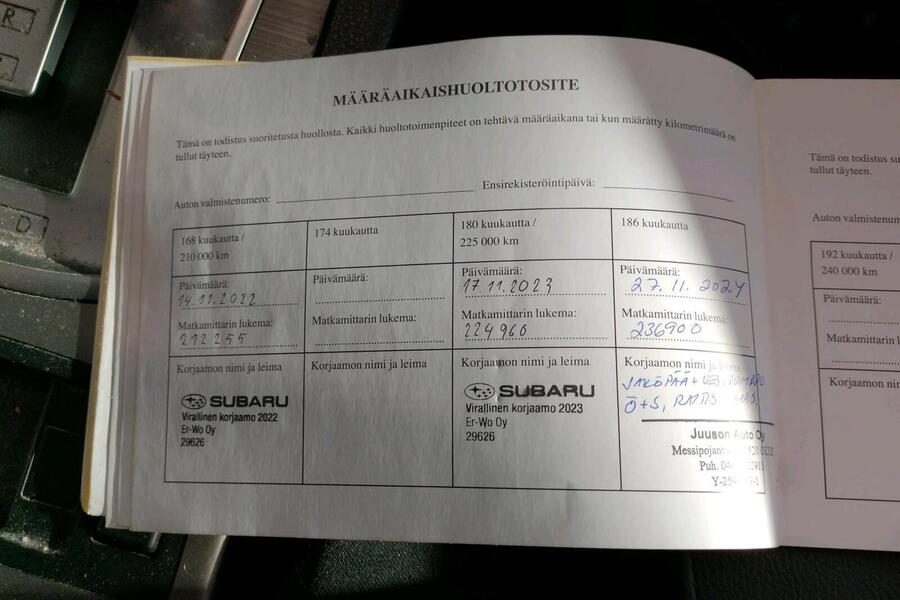 R
D
MÄÄRÄAIKAISHUOLTOTOSITE
Tämä on todistus suoritetusta huollosta. Kaikki huoltotoimenpiteet on tehtävä määräaikana tai kun määrätty kilometrimäärä on
tullut täyteen.
Auton valmistenumero:
Ensirekisteröintipäivä:
168 kuukautta /
210 000 km
Päivämäärä:
14.11.2022
Matkamittarin lukema:
212255
Korjaamon nimi ja leima
SUBARU
Virallinen korjaamo 2022
Er-Wo Oy
29626
174 kuukautta
Päivämäärä:
Matkamittarin lukema:
Korjaamon nimi ja leima
180 kuukautta /
225 000 km
Päivämäärä:
17.11.2023
Matkamittarin lukema:
224960
Korjaamon nimi ja leima
SUBARU
Virallinen korjaamo 2023
Er-Wo Oy
29626
186 kuukautta
Päivämäärä:
27.11.2024
Matkamittarin lukema:
236900
Korjaamon nimi ja leima
JAKOPÄÄ+
Ö+S,
Juuson Auto Oy
Puh.
Tämä on todistus su
tullut täyteen.
Auton valmistenum
192 kuukautta /
240 000 km
Päivämäärä:
Matkamittarin l
Korjaamon nim